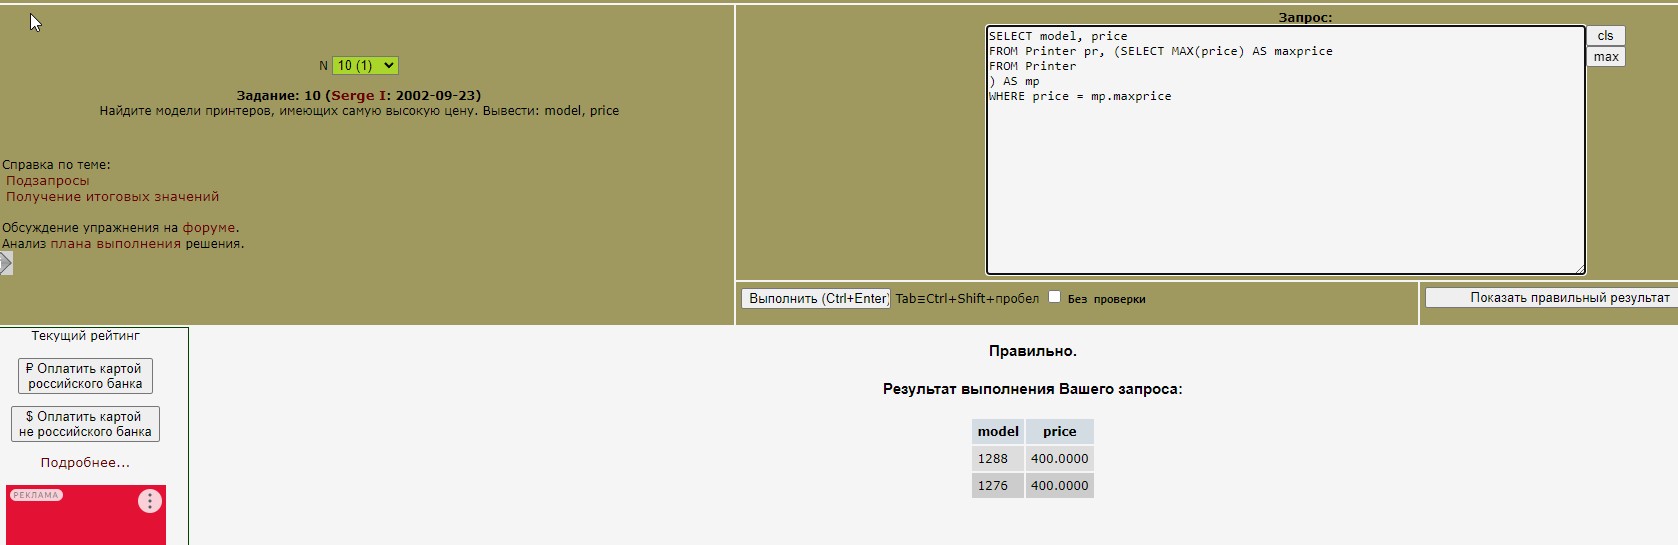 N 10 (1)
Задание: 10 (Serge I: 2002-09-23)
Найдите модели принтеров, имеющих самую высокую цену. Вывести: model, price
Справка по теме:
Подзапросы
Получение итоговых значений
Обсуждение упражнения на форуме.
Анализ плана выполнения решения.
Запрос:
SELECT model, price
FROM Printer pr, (SELECT MAX(price) AS maxprice
FROM Printer
) AS mp
WHERE price = mp.maxprice
cls
max
Выполнить (Ctrl+Enter) Tab≡Ctrl+Shift+пробел Без проверки
Показать правильный результат
Текущий рейтинг
₽ Оплатить картой
российского банка
$ Оплатить картой
не российского банка
Подробнее...
РЕКЛАМА
Правильно.
Результат выполнения Вашего запроса:
model price
1288 400.0000
1276 400.0000